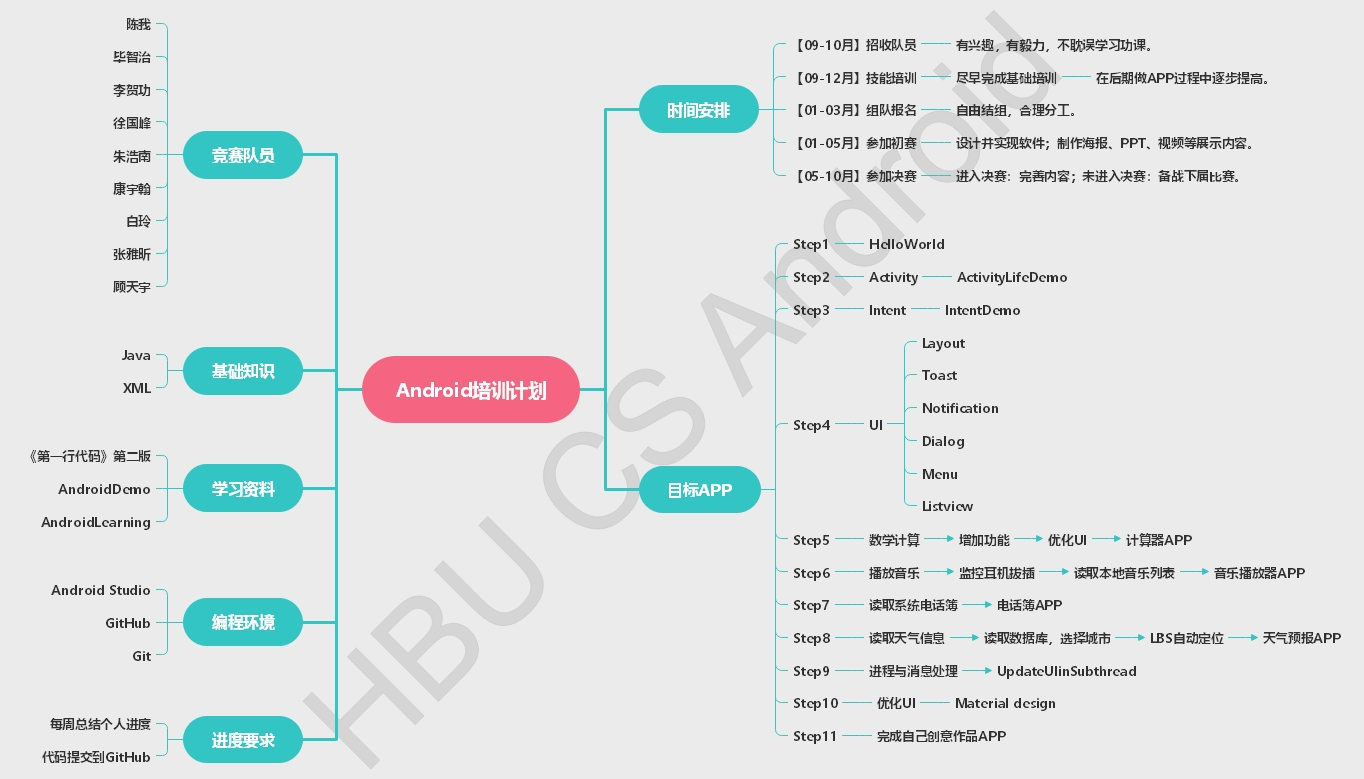 Android培训计划
竞赛队员
陈我
毕智治
李贺功
徐国峰
朱浩南
康宇翰
白玲
张雅昕
顾天宇
基础知识
Java
XML
学习资料
《第一行代码》第二版
AndroidDemo
AndroidLearning
编程环境
Android Studio
GitHub
Git
进度要求
每周总结个人进度
代码提交到GitHub
时间安排
【09-10月】招收队员 有兴趣，有毅力，不耽误学习功课。
【09-12月】技能培训 尽早完成基础培训 在后期做APP过程中逐步提高。
【01-03月】组队报名 自由结组，合理分工。
【01-05月】参加初赛 设计并实现软件；制作海报、PPT、视频等展示内容。
【05-10月】参加决赛 进入决赛：完善内容；未进入决赛：备战下届比赛。
目标APP
Step1 HelloWorld
Step2 Activity ActivityLifeDemo
Step3 Intent IntentDemo
Step4 UI
Layout
Toast
Notification
Dialog
Menu
Listview
Step5 数学计算 增加功能 优化UI 计算器APP
Step6 播放音乐 监控耳机拔插 读取本地音乐列表 音乐播放器APP
Step7 读取系统电话簿 电话簿APP
Step8 读取天气信息 读取数据库，选择城市 LBS自动定位 天气预报APP
Step9 进程与消息处理 UpdateUIinSubthread
Step10 优化UI Material design
Step11 完成自己创意作品APP
HBU CS Android